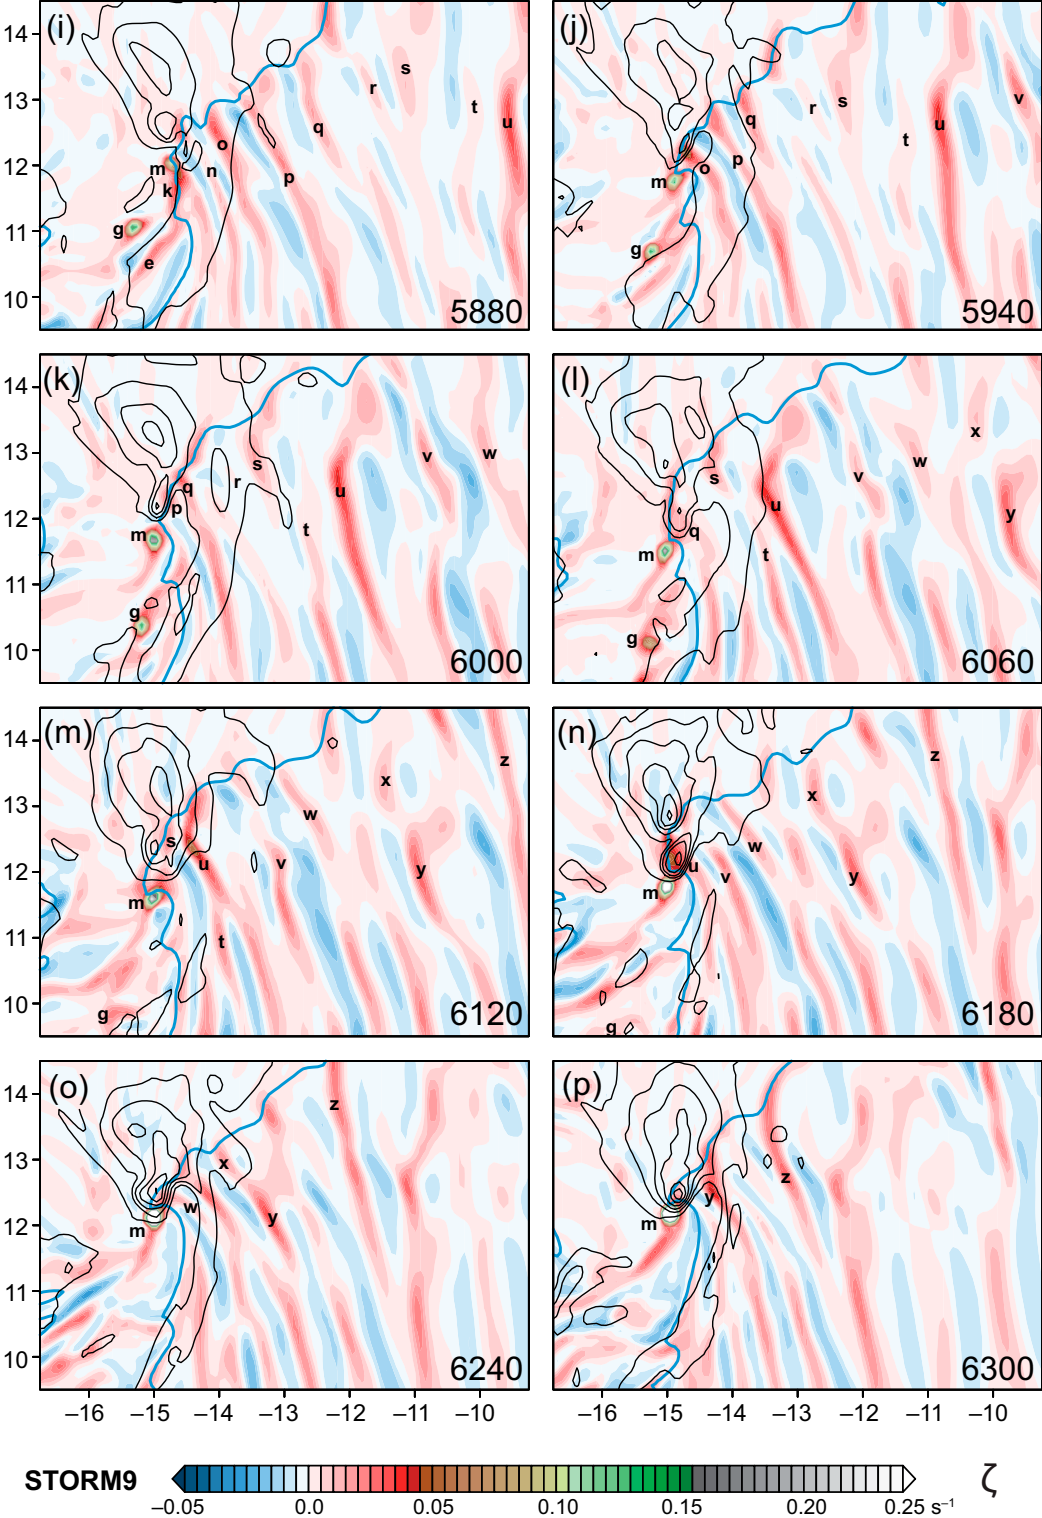 (i)
14
13
12
11
10
s
r
t
u
q
o
m
n
p
k
g
e
5880
(j)
v
s
r
q
u
t
p
o
m
g
5940
(k)
14
13
12
11
10
v
w
s
r
q
u
p
t
m
g
6000
(l)
x
w
v
s
u
y
q
m
t
g
6060
(m)
14
13
12
11
10
z
x
w
s
u
v
y
m
t
g
6120
(n)
z
x
w
u
v
y
m
g
6180
(o)
14
13
12
11
10
z
x
w
y
m
6240
(p)
z
y
m
6300
–16 –15 –14 –13 –12 –11 –10
–16 –15 –14 –13 –12 –11 –10
STORM9
ζ
–0.05 0.0 0.05 0.10 0.15 0.20 0.25 s⁻¹